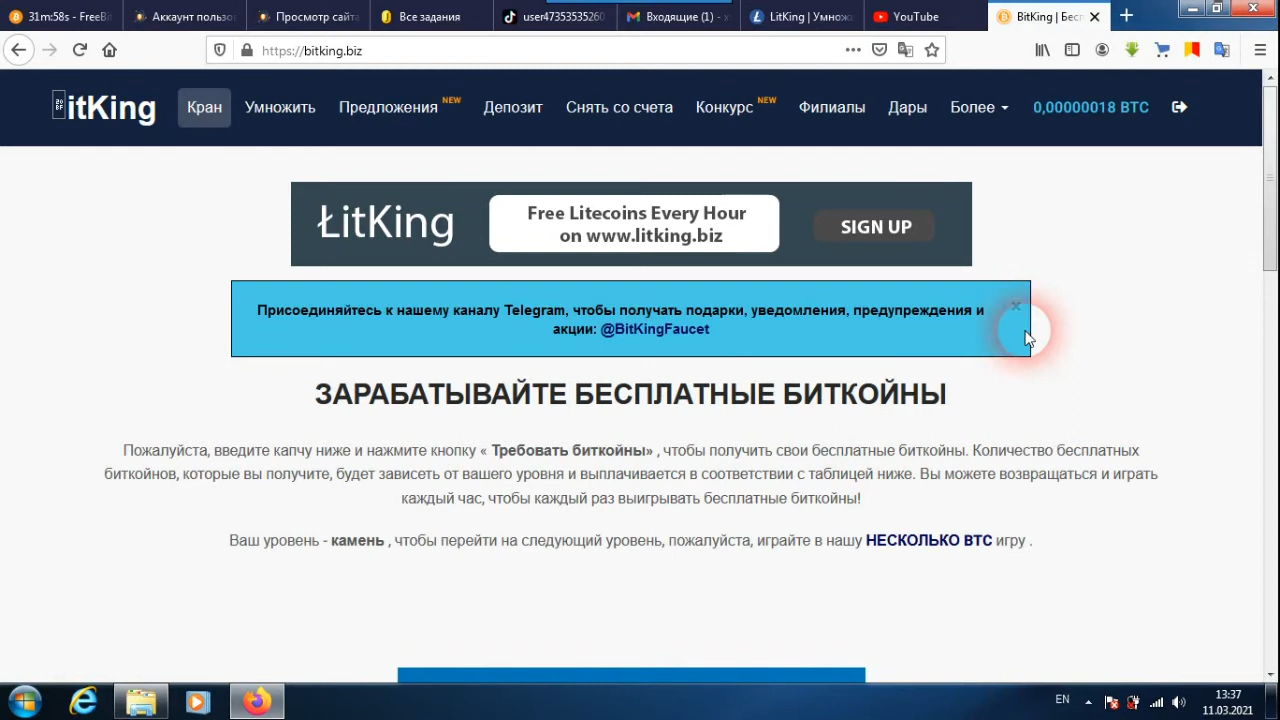 31m:58s - FreeBi
Аккаунт пользо
Просмотр сайта
Все задания
user47353535260
Входящие (1) - x
LitKing | Умнож
YouTube
BitKing | Бесп
https://bitking.biz
itKing
Кран
Умножить
Предложения NEW
Депозит
Снять со счета
Конкурс NEW
Филиалы
Дары
Более
0,00000018 BTC
ŁitKing
Free Litecoins Every Hour
on www.litking.biz
SIGN UP
Присоединяйтесь к нашему каналу Telegram, чтобы получать подарки, уведомления, предупреждения и
акции: @BitKingFaucet
ЗАРАБАТЫВАЙТЕ БЕСПЛАТНЫЕ БИТКОЙНЫ
Пожалуйста, введите капчу ниже и нажмите кнопку « Требовать биткойны» , чтобы получить свои бесплатные биткойны. Количество бесплатных
биткойнов, которые вы получите, будет зависеть от вашего уровня и выплачивается в соответствии с таблицей ниже. Вы можете возвращаться и играть
каждый час, чтобы каждый раз выигрывать бесплатные биткойны!
Ваш уровень - камень , чтобы перейти на следующий уровень, пожалуйста, играйте в нашу НЕСКОЛЬКО BTC игру .
EN
13:37
11.03.2021